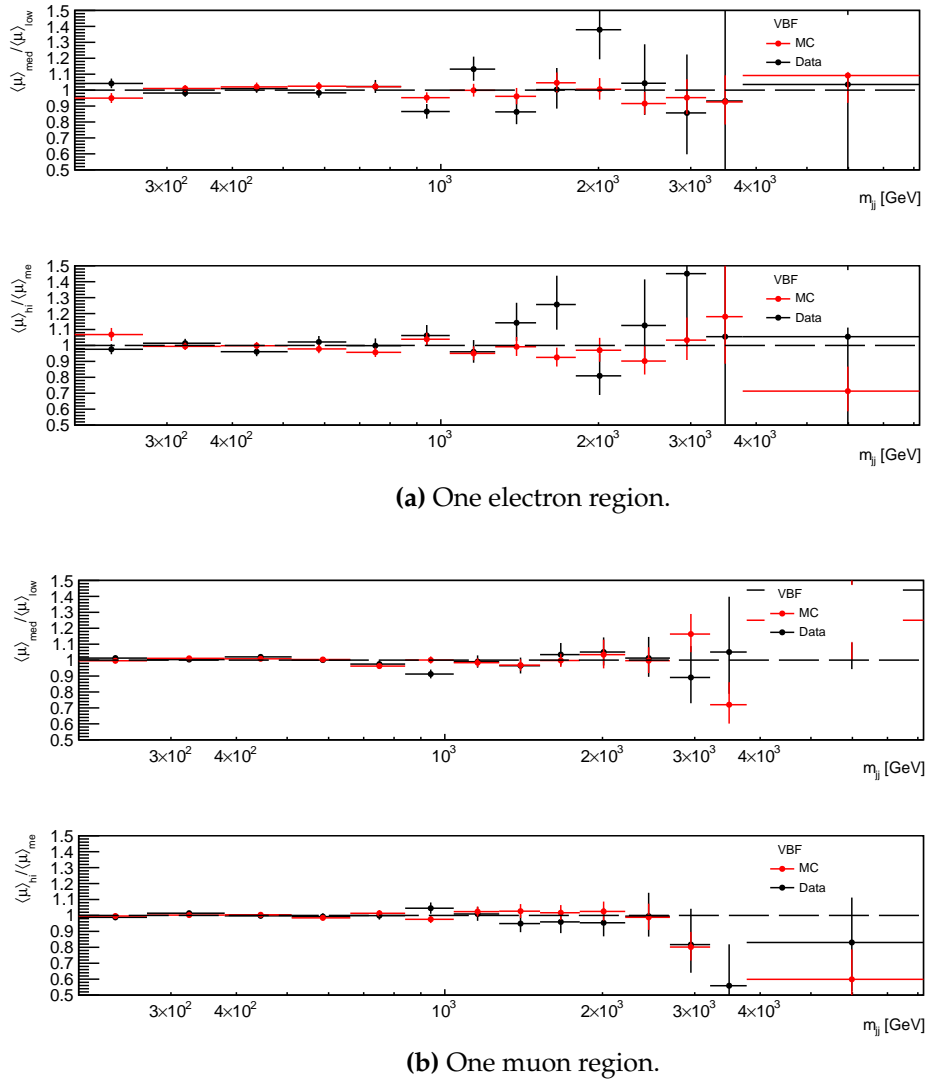 ⟨μ⟩med/⟨μ⟩low
1.5
1.4
1.3
1.2
1.1
1
0.9
0.8
0.7
0.6
0.5
VBF
MC
Data
3×10² 4×10² 10³ 2×10³ 3×10³ 4×10³
mjj [GeV]
⟨μ⟩hi/⟨μ⟩me
1.5
1.4
1.3
1.2
1.1
1
0.9
0.8
0.7
0.6
0.5
VBF
MC
Data
3×10² 4×10² 10³ 2×10³ 3×10³ 4×10³
mjj [GeV]
(a) One electron region.
⟨μ⟩med/⟨μ⟩low
1.5
1.4
1.3
1.2
1.1
1
0.9
0.8
0.7
0.6
0.5
VBF
MC
Data
3×10² 4×10² 10³ 2×10³ 3×10³ 4×10³
mjj [GeV]
⟨μ⟩hi/⟨μ⟩me
1.5
1.4
1.3
1.2
1.1
1
0.9
0.8
0.7
0.6
0.5
VBF
MC
Data
3×10² 4×10² 10³ 2×10³ 3×10³ 4×10³
mjj [GeV]
(b) One muon region.